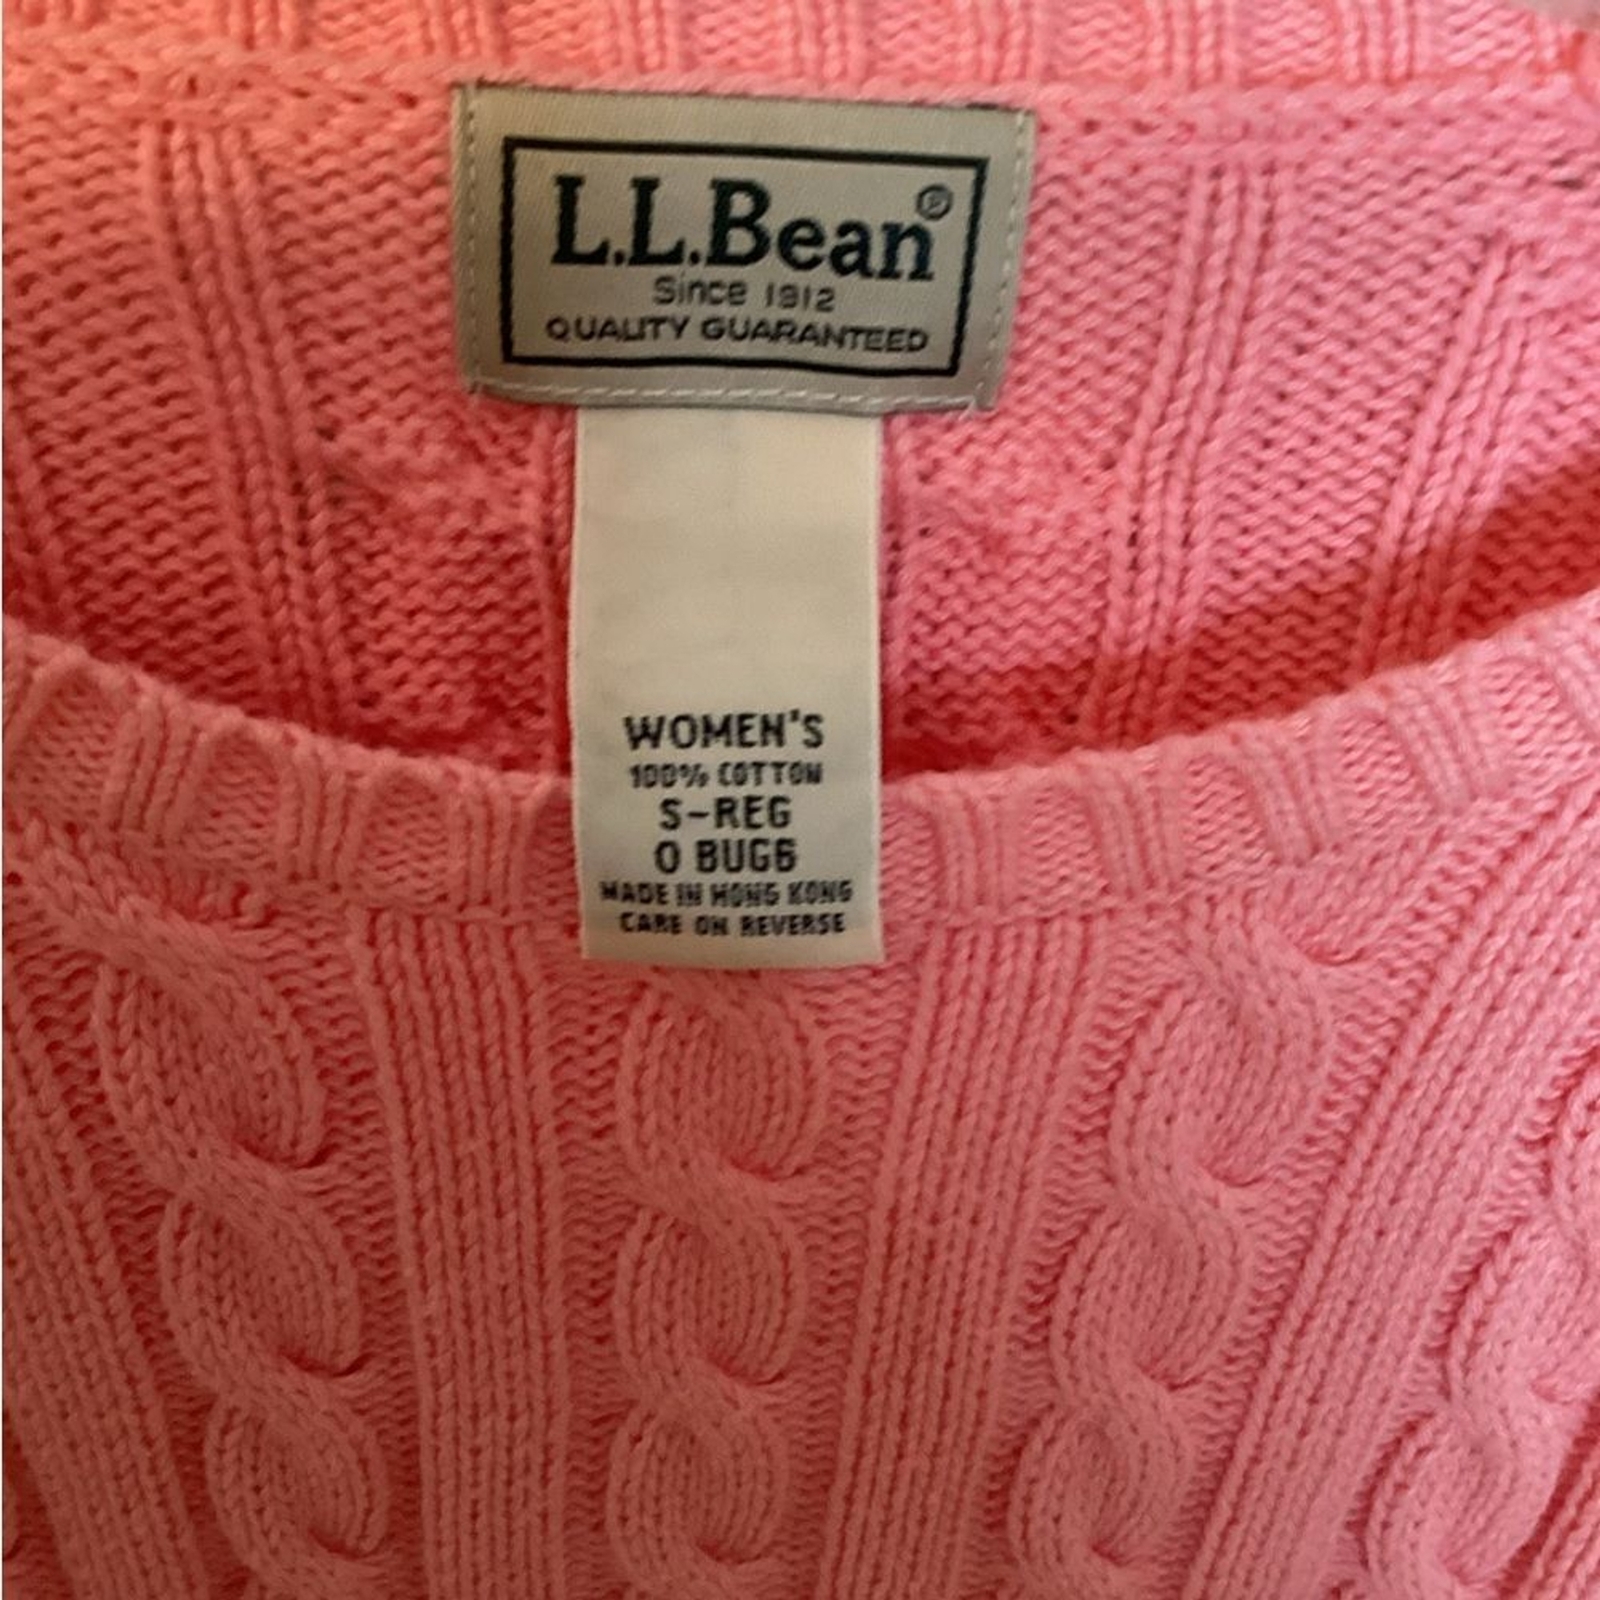 L.L.Bean®
Since 1912
QUALITY GUARANTEED
WOMEN'S
100% COTTON
S-REG
0 BUG6
MADE IN HONG KONG
CARE ON REVERSE